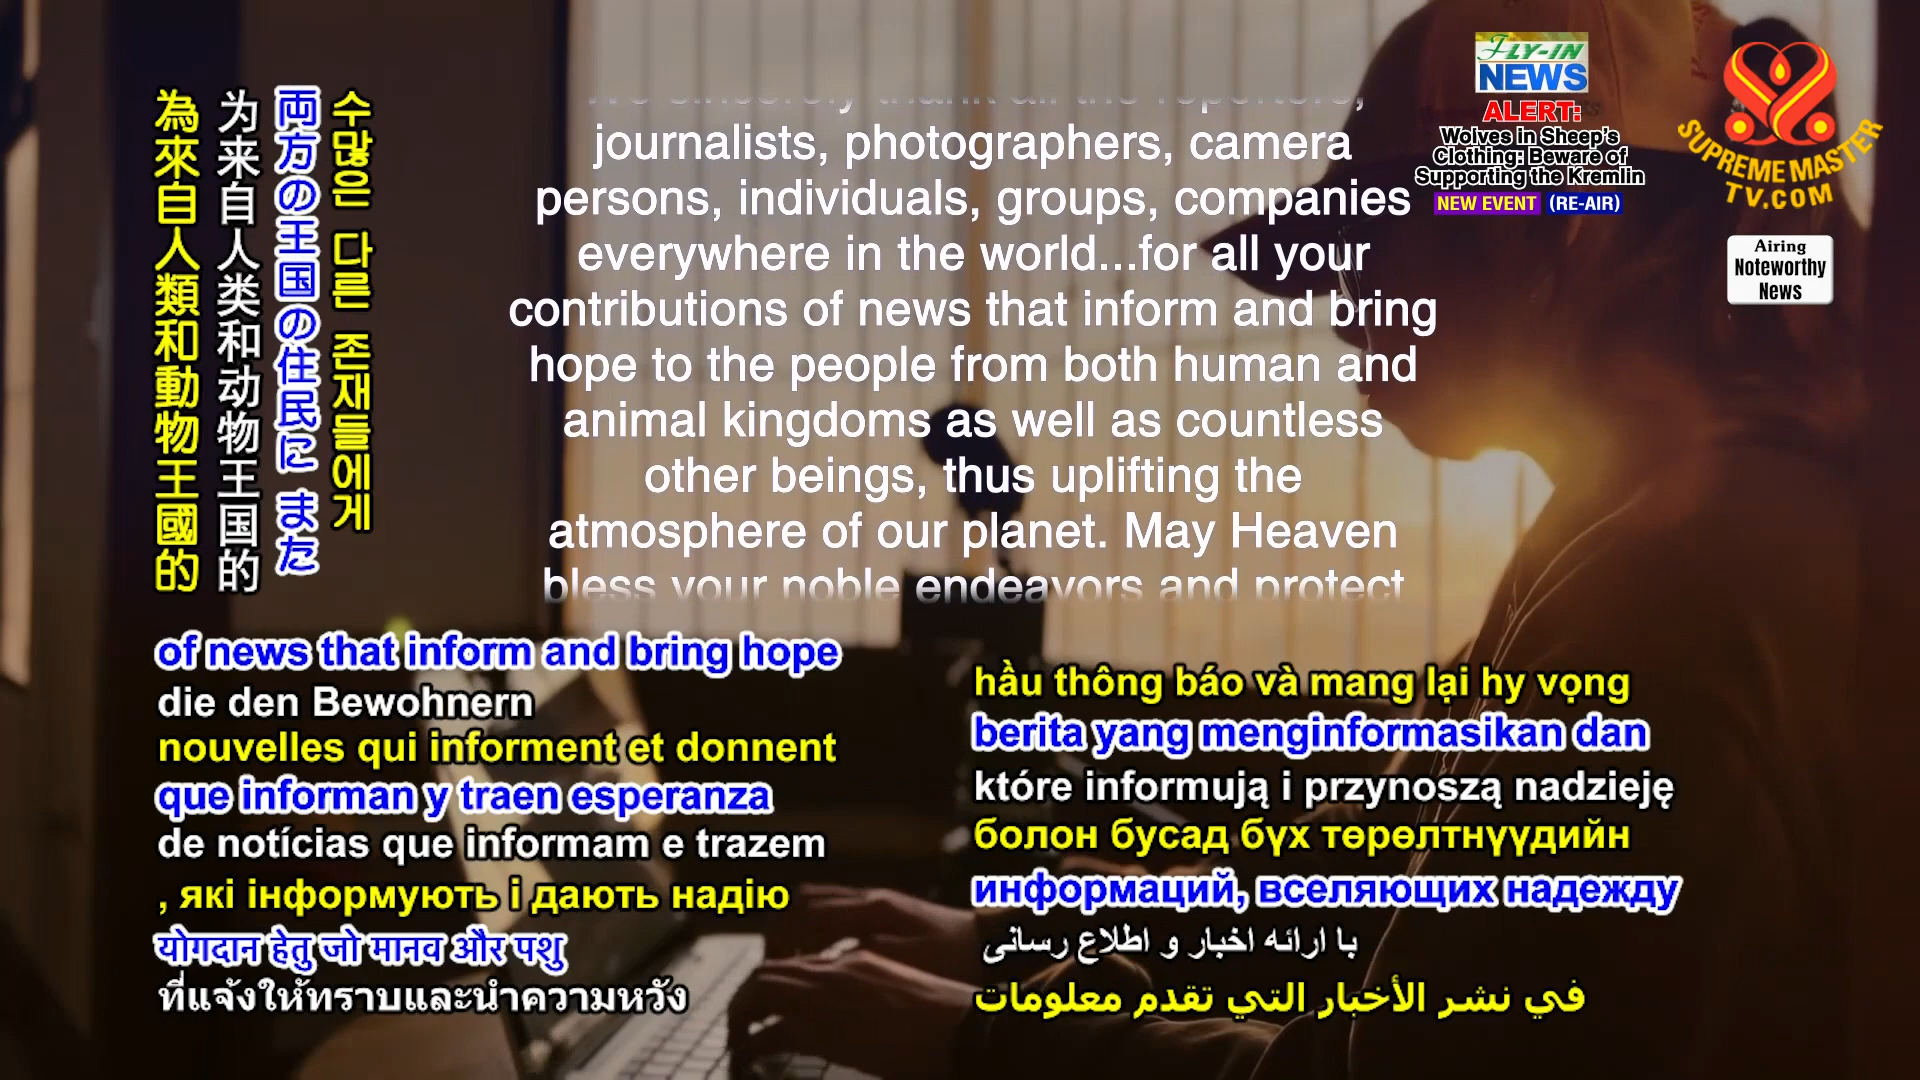 為來自人類和動物王國的
为来自人类和动物王国的
両方の王国の住民に また
수많은 다른 존재들에게
We sincerely thank all the reporters,
journalists, photographers, camera
persons, individuals, groups, companies
everywhere in the world...for all your
contributions of news that inform and bring
hope to the people from both human and
animal kingdoms as well as countless
other beings, thus uplifting the
atmosphere of our planet. May Heaven
bless your noble endeavors and protect
FLY-IN
NEWS
ALERT:
Wolves in Sheep's
Clothing: Beware of
Supporting the Kremlin
NEW EVENT (RE-AIR)
SUPREME MASTER
TV.COM
Airing
Noteworthy
News
of news that inform and bring hope
die den Bewohnern
nouvelles qui informent et donnent
que informan y traen esperanza
de notícias que informam e trazem
, які інформують і дають надію
योगदान हेतु जो मानव और पशु
ที่แจ้งให้ทราบและนำความหวัง
hầu thông báo và mang lại hy vọng
berita yang menginformasikan dan
które informują i przynoszą nadzieję
болон бусад бүх төрөлтнүүдийн
информаций, вселяющих надежду
با ارائه اخبار و اطلاع رسانی
في نشر الأخبار التي تقدم معلومات